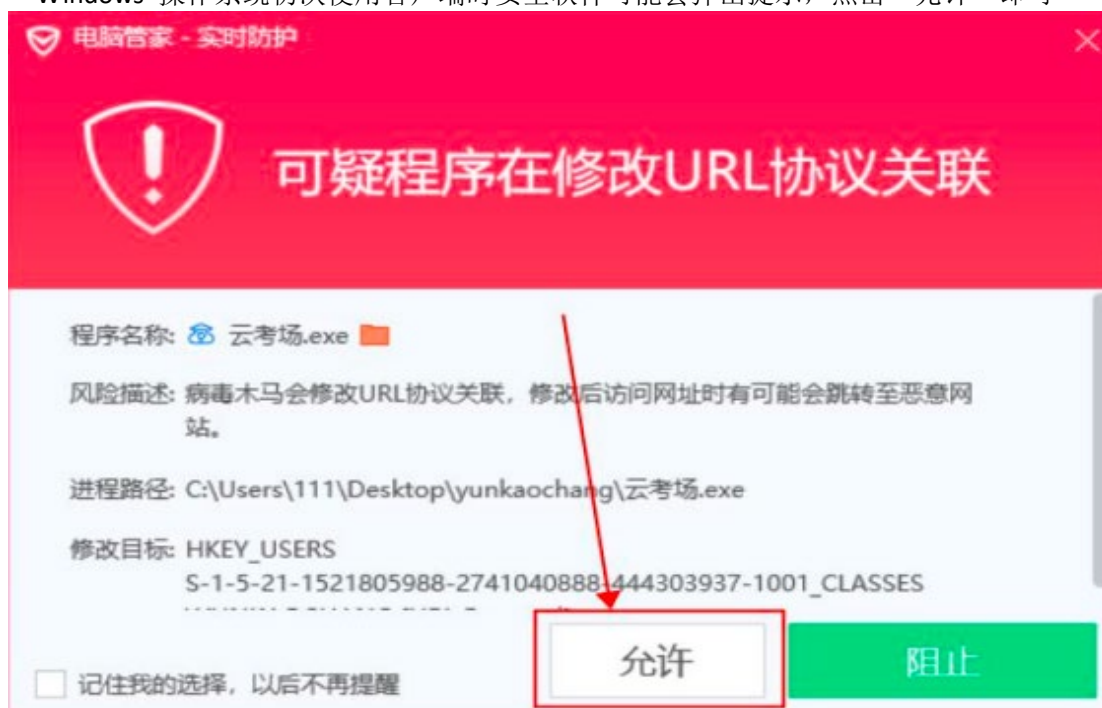 电脑管家 - 实时防护
可疑程序在修改URL协议关联
程序名称: 云考场.exe
风险描述: 病毒木马会修改URL协议关联，修改后访问网址时有可能会跳转至恶意网
站。
进程路径: C:\Users\111\Desktop\yunkaochang\云考场.exe
修改目标: HKEY_USERS
S-1-5-21-1521805988-2741040888-444303937-1001_CLASSES
记住我的选择，以后不再提醒
允许
阻止